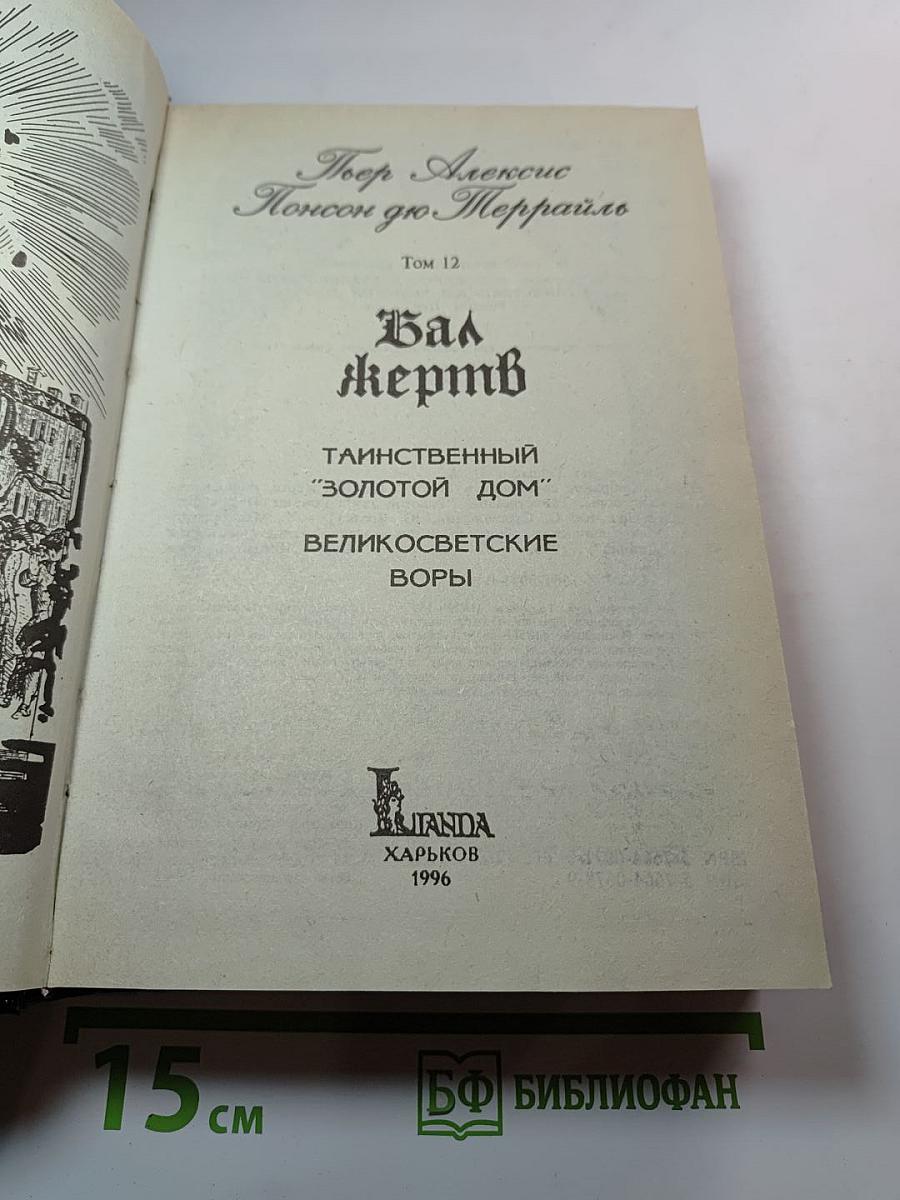 Пьер Алексис
Понсон дю Террайль
Том 12
Бал
жертв
ТАИНСТВЕННЫЙ
"ЗОЛОТОЙ ДОМ"
ВЕЛИКОСВЕТСКИЕ
ВОРЫ
ГRANDA
ХАРЬКОВ
1996
15 см
БФ БИБЛИОФАН